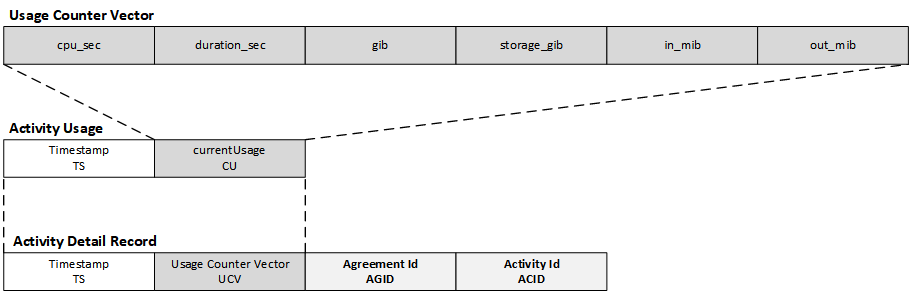 Usage Counter Vector
cpu_sec duration_sec gib storage_gib in_mib out_mib
Activity Usage
Timestamp currentUsage
TS CU
Activity Detail Record
Timestamp Usage Counter Vector Agreement Id Activity Id
TS UCV AGID ACID